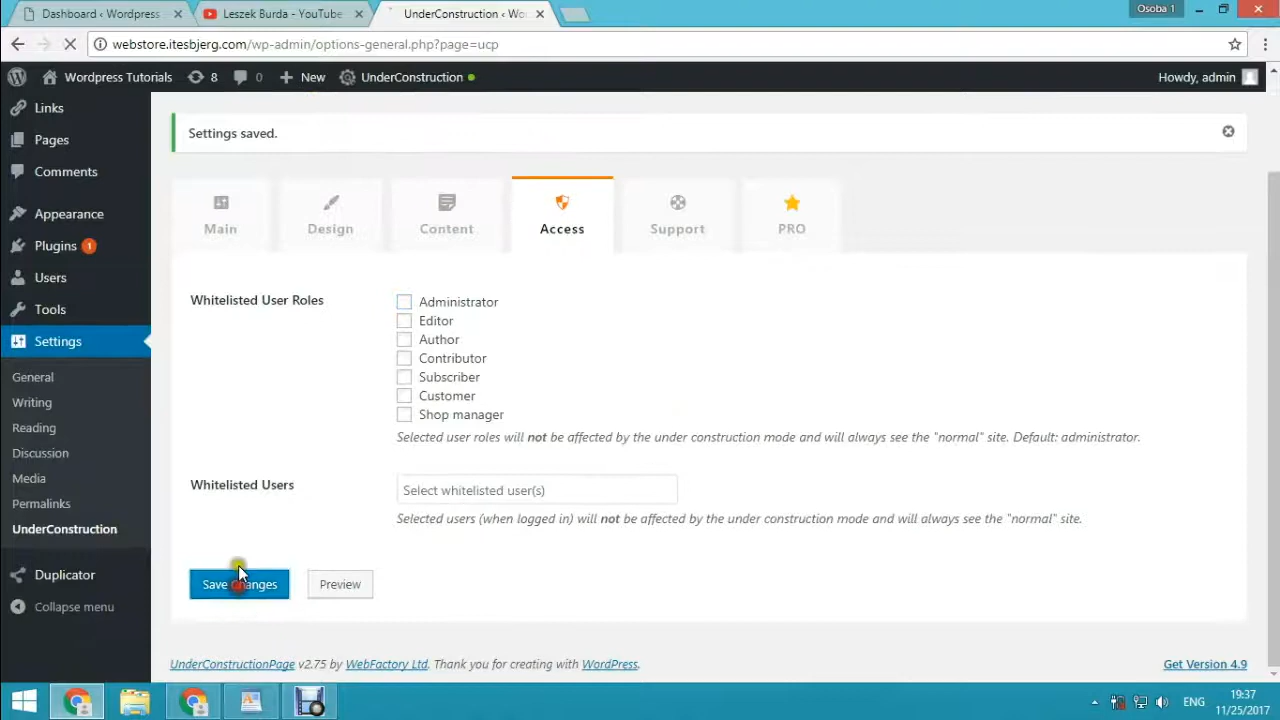 Dashboard ‹ Wordpress
Leszek Burda - YouTube
UnderConstruction ‹ Wo
Osoba 1
webstore.itesbjerg.com/wp-admin/options-general.php?page=ucp
Wordpress Tutorials
8
0
New
UnderConstruction
Howdy, admin
Links
Pages
Comments
Appearance
Plugins 1
Users
Tools
Settings
General
Writing
Reading
Discussion
Media
Permalinks
UnderConstruction
Duplicator
Collapse menu
Settings saved.
Main
Design
Content
Access
Support
PRO
Whitelisted User Roles
Administrator
Editor
Author
Contributor
Subscriber
Customer
Shop manager
Selected user roles will not be affected by the under construction mode and will always see the "normal" site. Default: administrator.
Whitelisted Users
Select whitelisted user(s)
Selected users (when logged in) will not be affected by the under construction mode and will always see the "normal" site.
Save Changes
Preview
UnderConstructionPage v2.75 by WebFactory Ltd. Thank you for creating with WordPress.
Get Version 4.9
ENG
19:37
11/25/2017